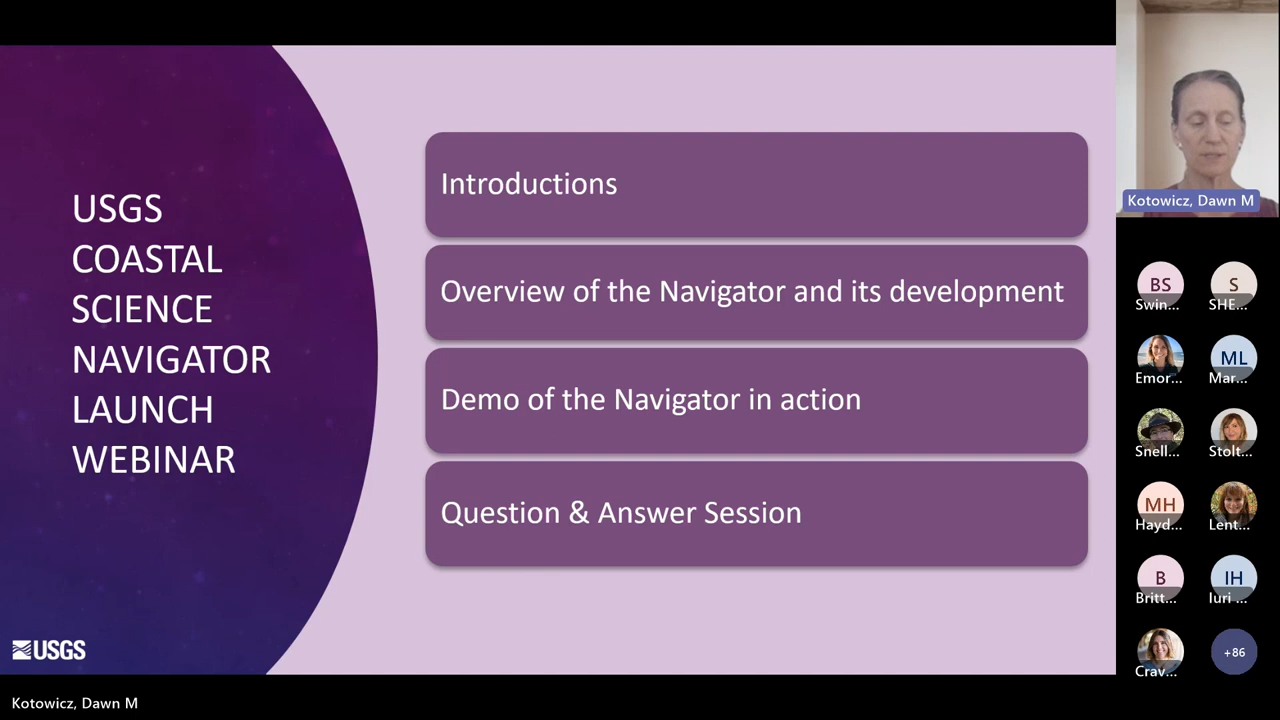 USGS
COASTAL
SCIENCE
NAVIGATOR
LAUNCH
WEBINAR
USGS
Introductions
Overview of the Navigator and its development
Demo of the Navigator in action
Question & Answer Session
Kotowicz, Dawn M
BS
S
Swin...
SHE...
ML
Emor...
Mar...
Snell...
Stolt...
MH
Hayd...
Lent...
B
IH
Britt...
Iuri ...
Crav...
+86
Kotowicz, Dawn M